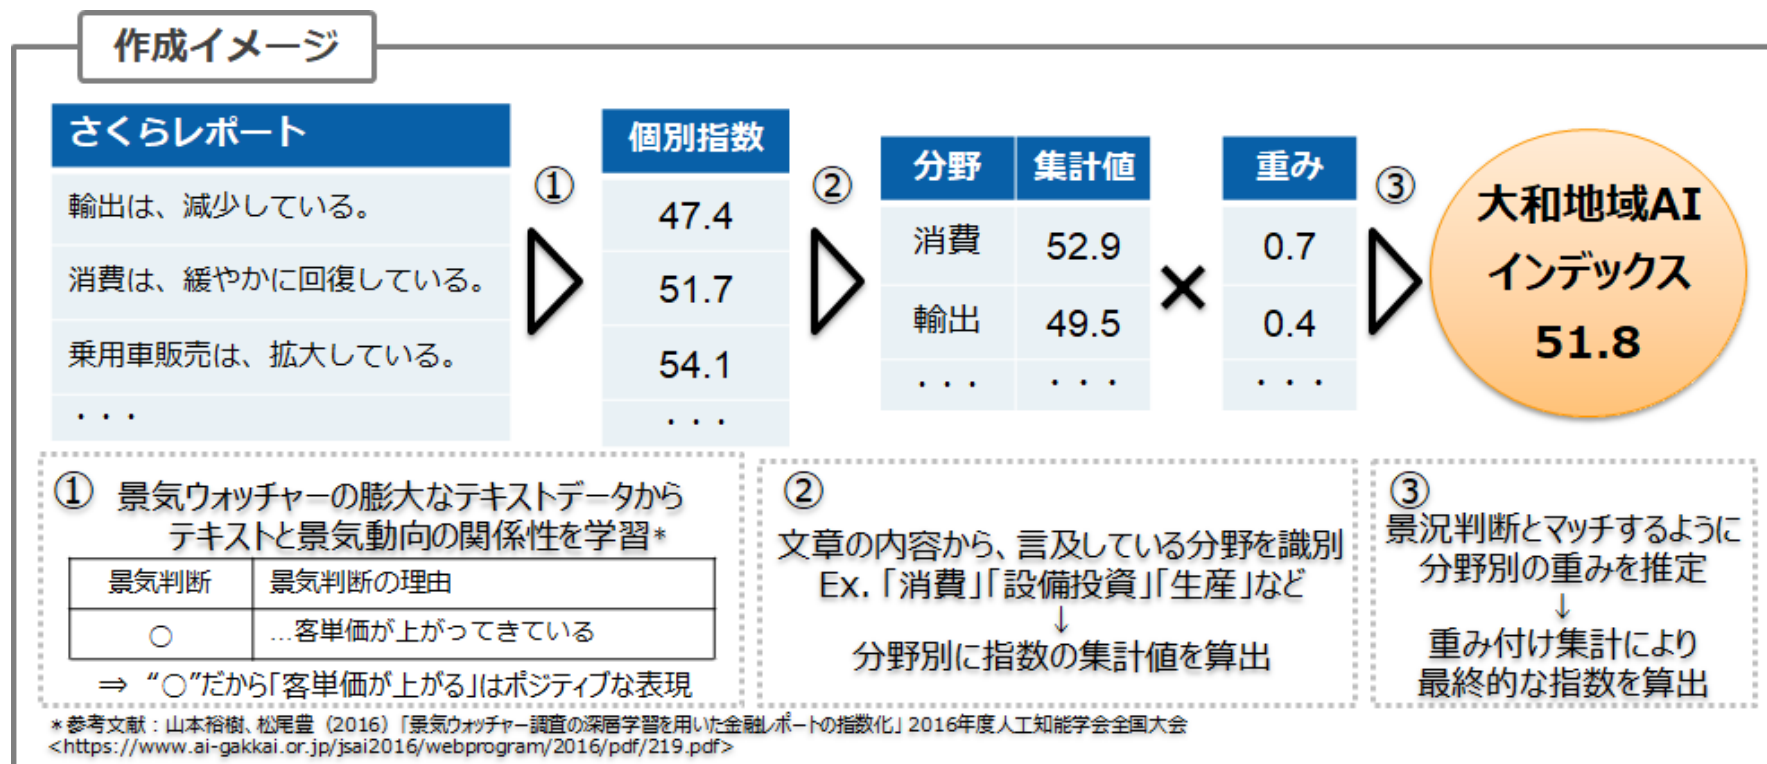 作成イメージ
さくらレポート
輸出は、減少している。
消費は、緩やかに回復している。
乗用車販売は、拡大している。
・・・
①
個別指数
47.4
51.7
54.1
・・・
②
分野 集計値
消費 52.9
輸出 49.5
・・・ ・・・
×
重み
0.7
0.4
・・・
③
大和地域AI
インデックス
51.8
① 景気ウォッチャーの膨大なテキストデータから
テキストと景気動向の関係性を学習*
景気判断 景気判断の理由
○ …客単価が上がってきている
⇒ “○”だから「客単価が上がる」はポジティブな表現
②
文章の内容から、言及している分野を識別
Ex.「消費」「設備投資」「生産」など
↓
分野別に指数の集計値を算出
③
景況判断とマッチするように
分野別の重みを推定
↓
重み付け集計により
最終的な指数を算出
*参考文献：山本裕樹、松尾豊（2016）「景気ウォッチャー調査の深層学習を用いた金融レポートの指数化」2016年度人工知能学会全国大会
<https://www.ai-gakkai.or.jp/jsai2016/webprogram/2016/pdf/219.pdf>